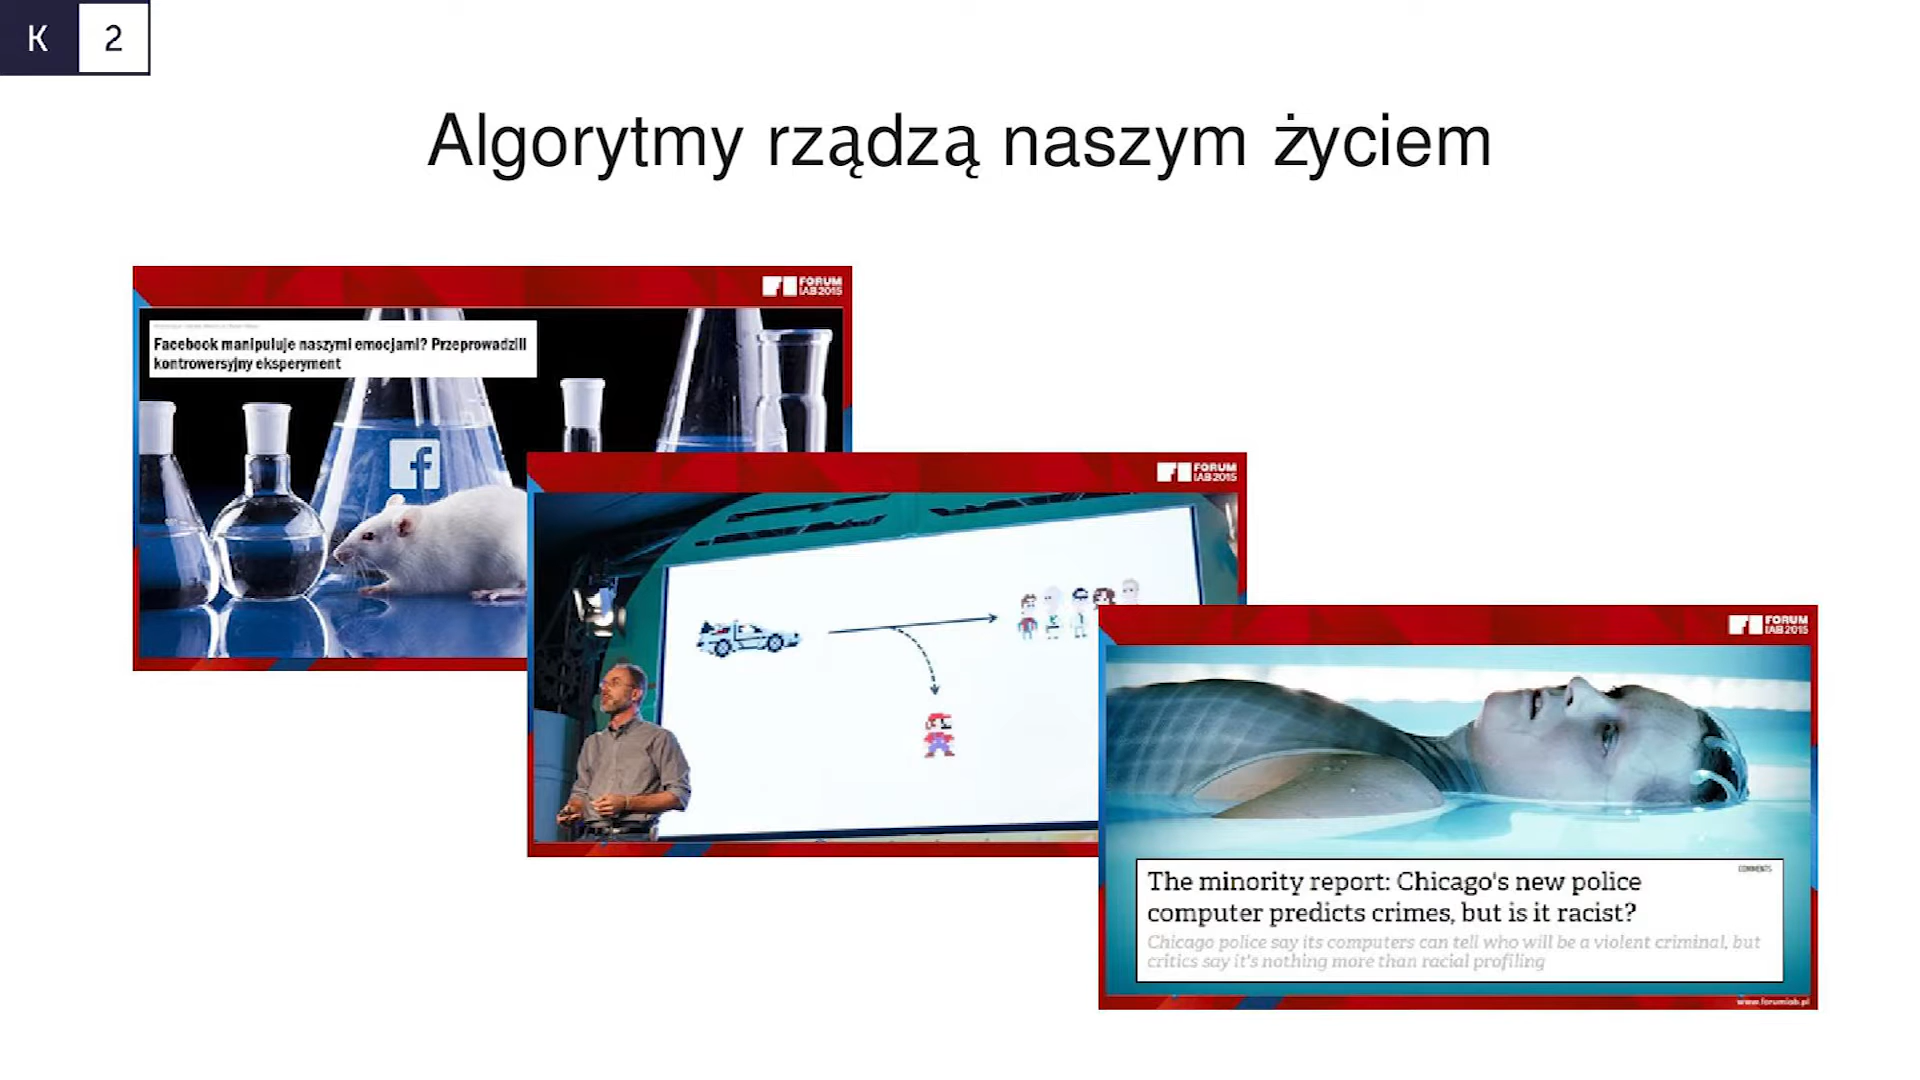 K 2
Algorytmy rządzą naszym życiem
FORUM
IAB 2015
Facebook manipuluje naszymi emocjami? Przeprowadzili
kontrowersyjny eksperyment
f
FORUM
IAB 2015
FORUM
IAB 2015
COMMENTS
The minority report: Chicago's new police
computer predicts crimes, but is it racist?
Chicago police say its computers can tell who will be a violent criminal, but
critics say it's nothing more than racial profiling
www.forumiab.pl